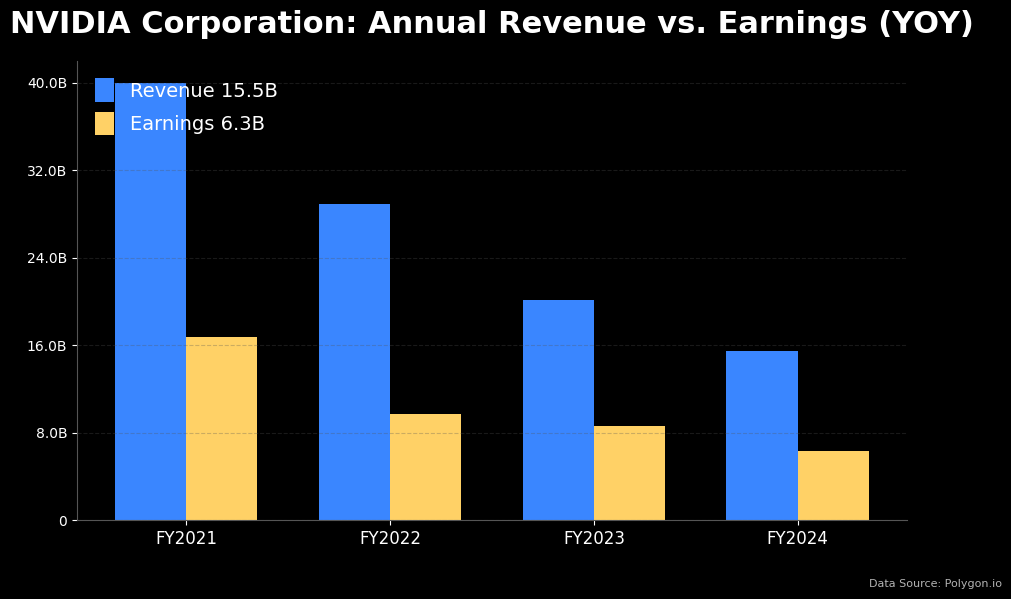 NVIDIA Corporation: Annual Revenue vs. Earnings (YOY)
40.0B
Revenue 15.5B
Earnings 6.3B
32.0B
24.0B
16.0B
8.0B
0
FY2021 FY2022 FY2023 FY2024
Data Source: Polygon.io